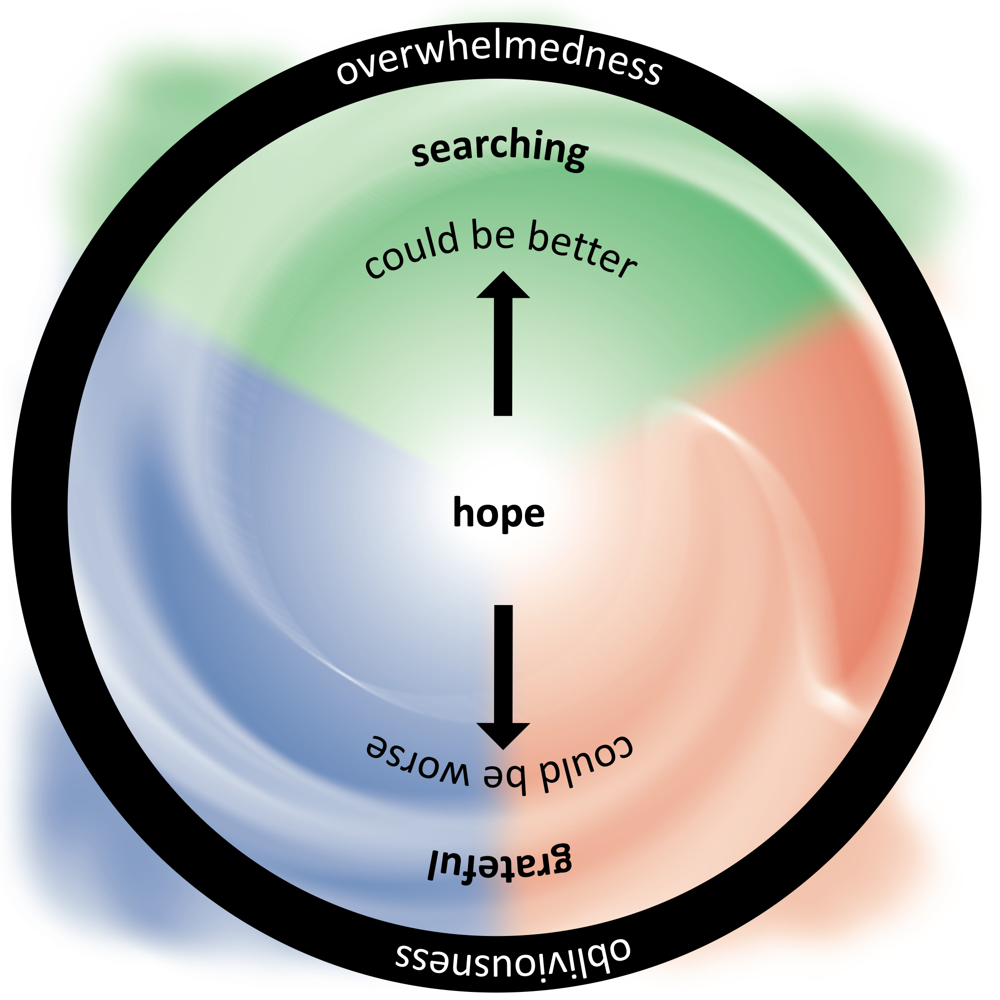 overwhelmedness
searching
could be better
hope
could be worse
grateful
obliviousness